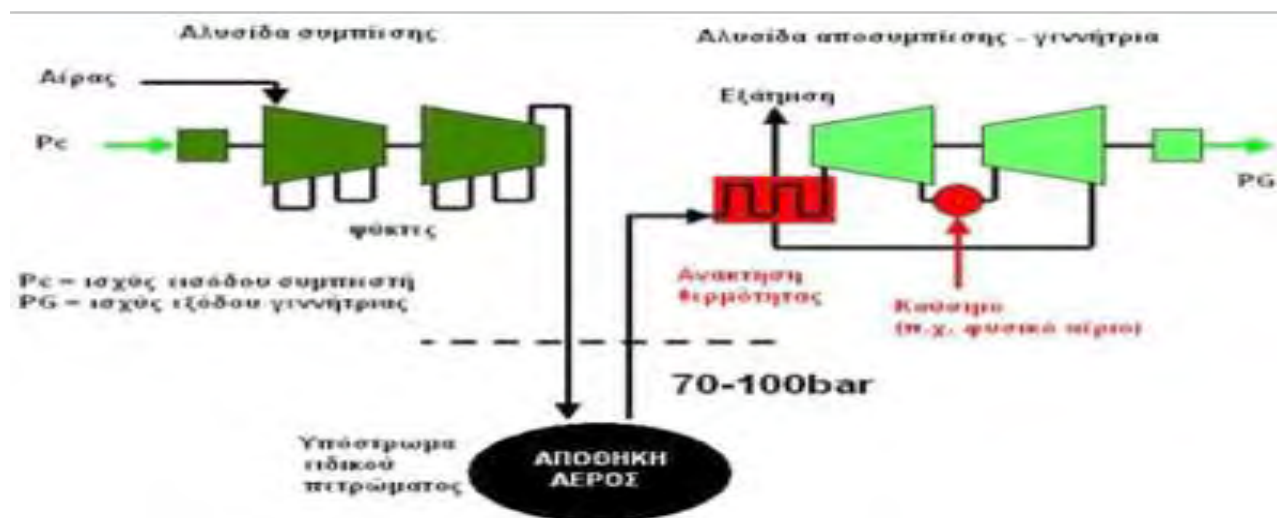 Αλυσίδα συμπίεσης
Αλυσίδα αποσυμπίεσης - γεννήτρια
Αέρας
Εξάτμιση
Pc
PG
ψύκτες
Pc = ισχύς εισόδου συμπιεστή
PG = ισχύς εξόδου γεννήτριας
Ανάκτηση
θερμότητας
Καύσιμο
(π.χ. φυσικό αέριο)
70-100bar
Υπόστρωμα
ειδικού
πετρώματος
ΑΠΟΘΗΚΗ
ΑΕΡΟΣ